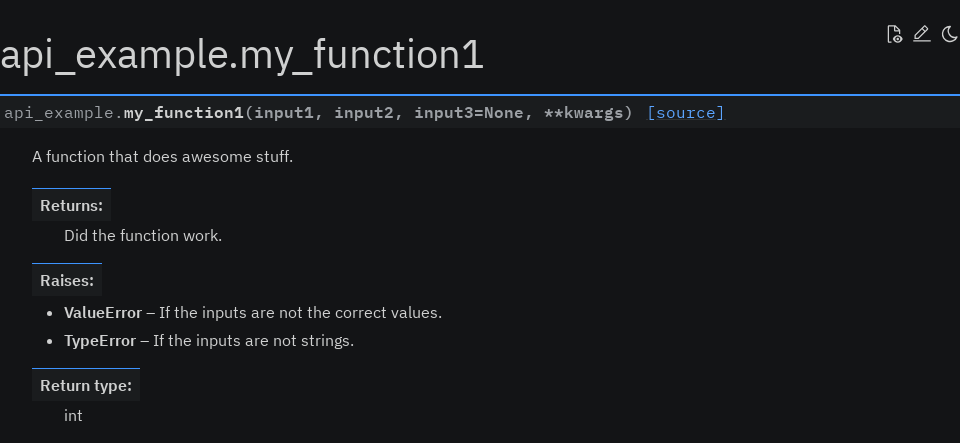 api_example.my_function1
api_example.my_function1(input1, input2, input3=None, **kwargs) [source]
A function that does awesome stuff.
Returns:
Did the function work.
Raises:
• ValueError – If the inputs are not the correct values.
• TypeError – If the inputs are not strings.
Return type:
int